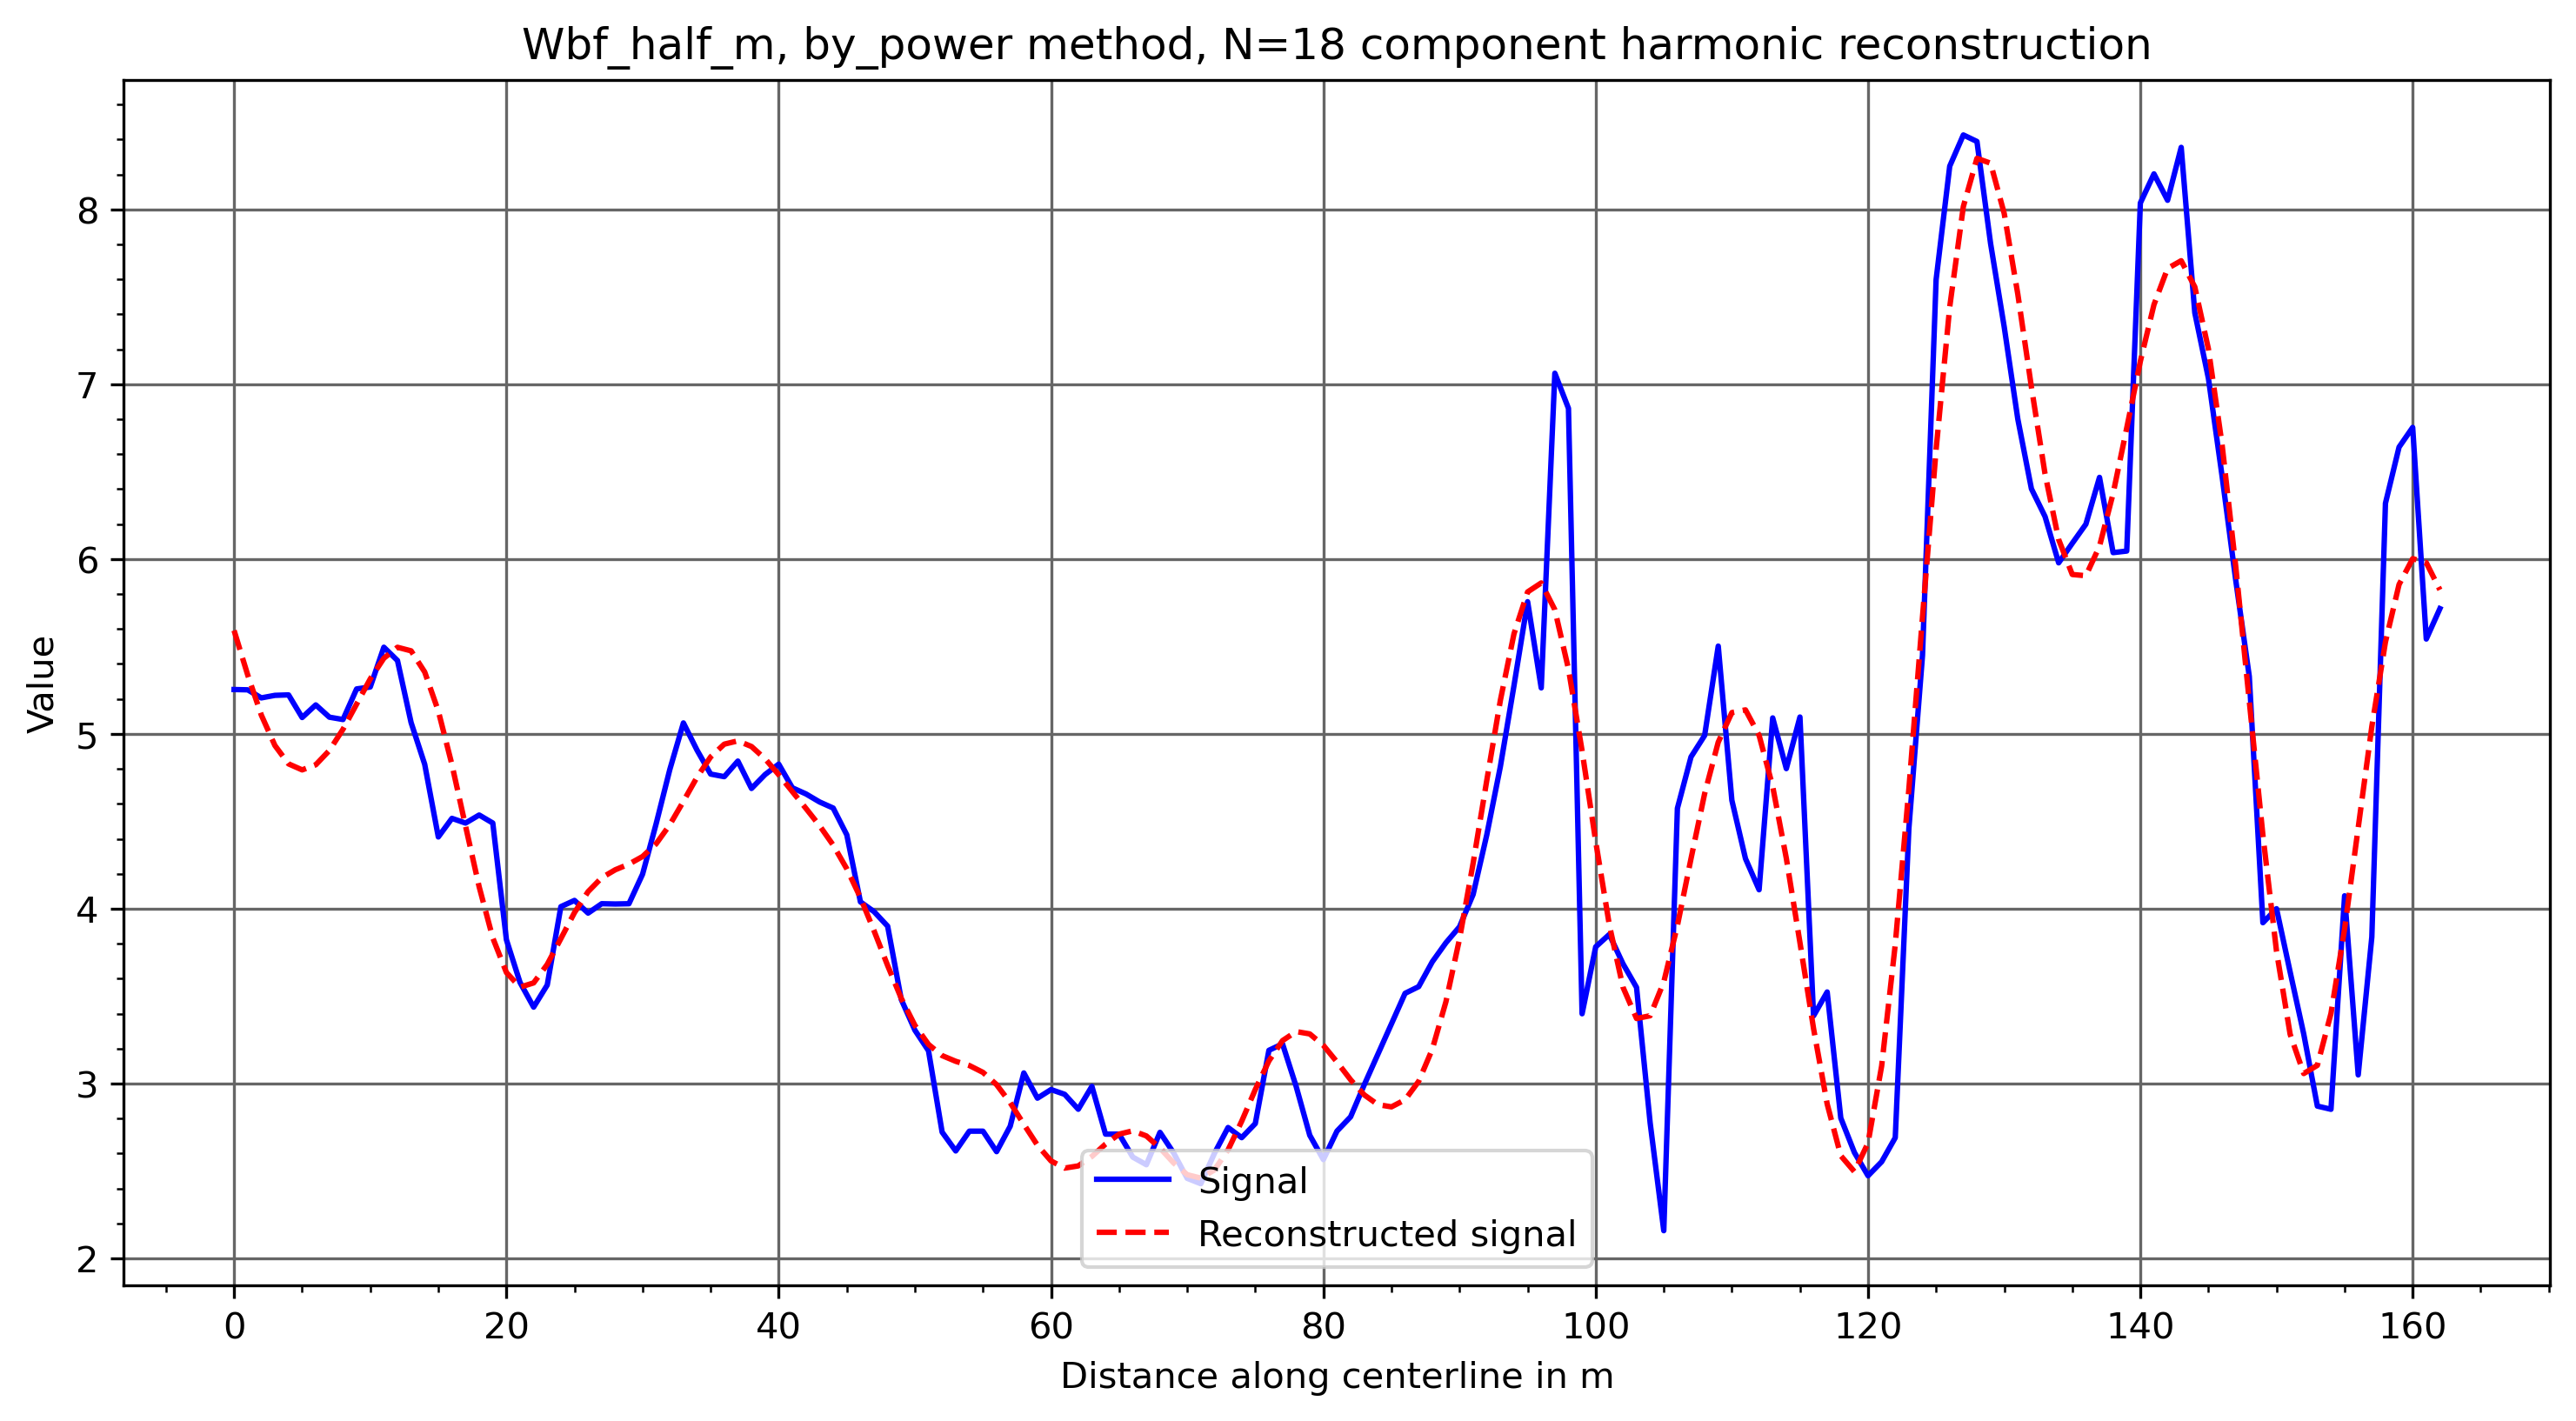 Wbf_half_m, by_power method, N=18 component harmonic reconstruction
Value
8
7
6
5
4
3
2
Signal
Reconstructed signal
0 20 40 60 80 100 120 140 160
Distance along centerline in m